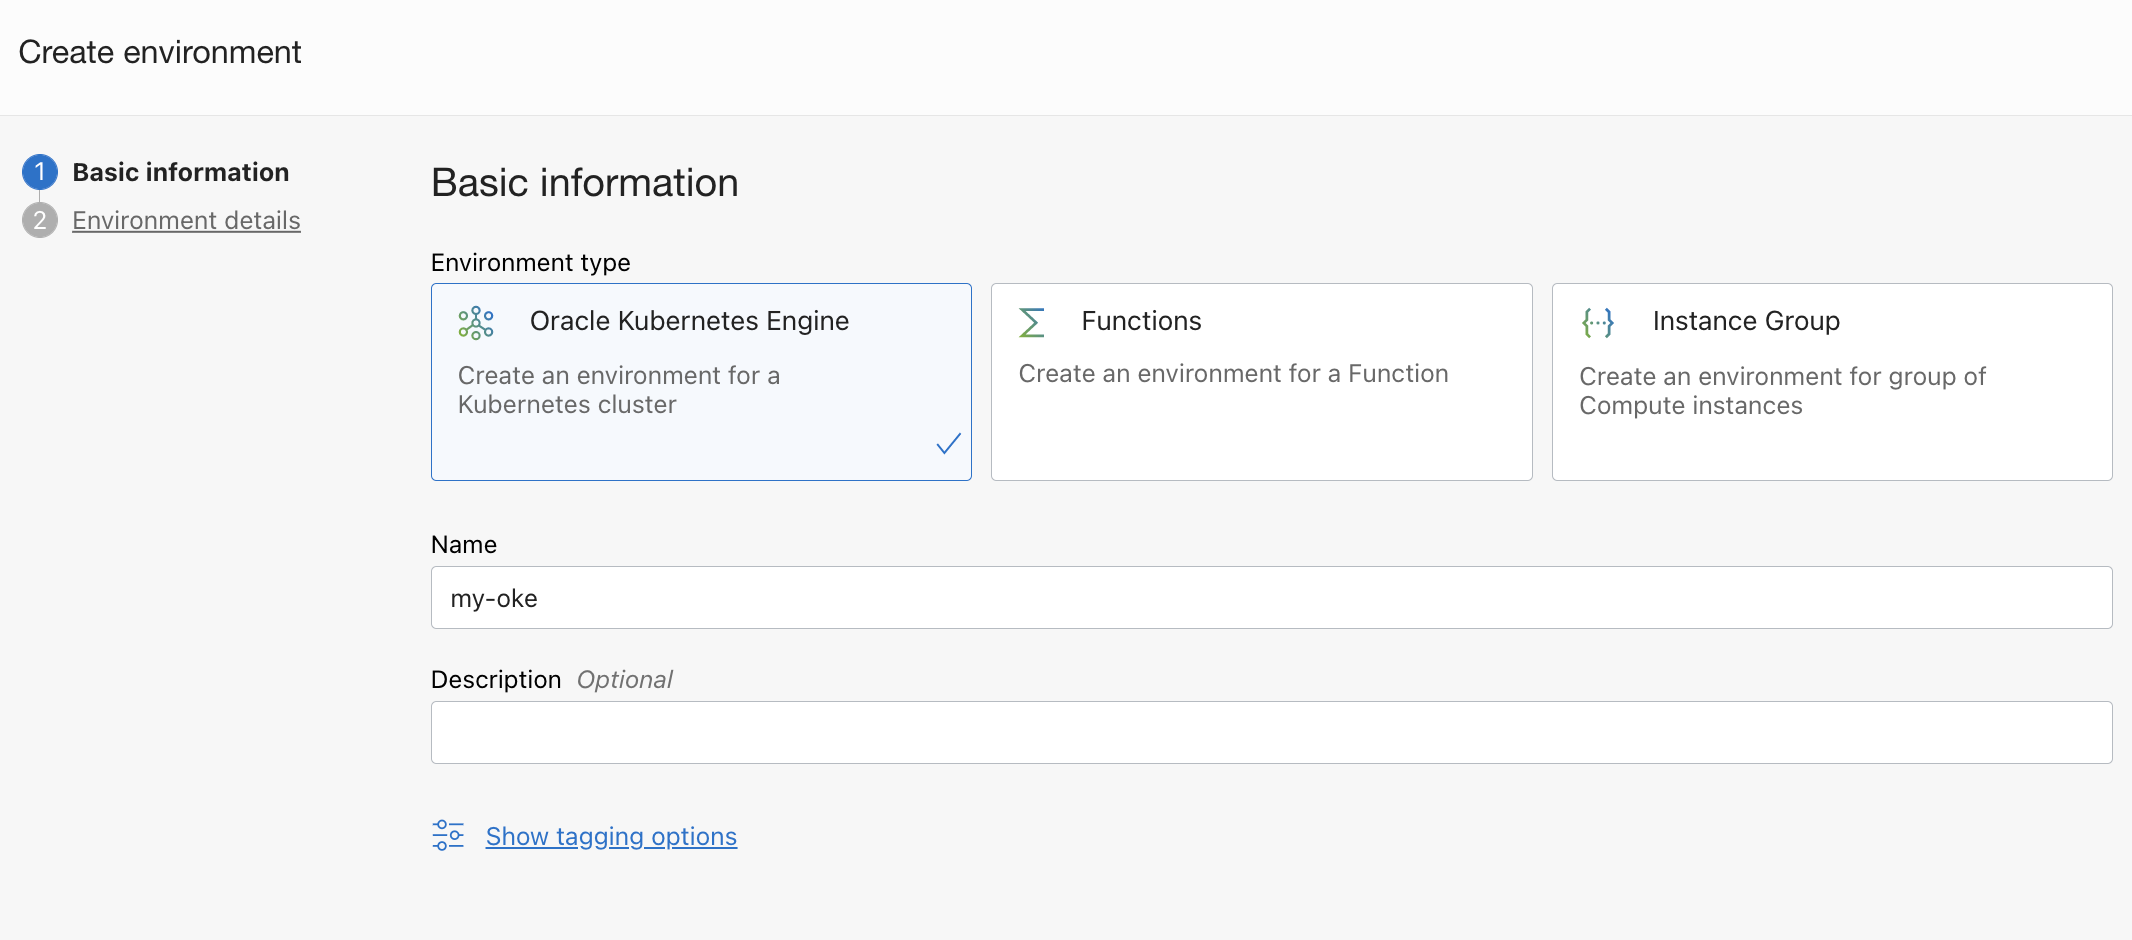 Create environment
1 Basic information
2 Environment details
Basic information
Environment type
Oracle Kubernetes Engine
Create an environment for a
Kubernetes cluster
Functions
Create an environment for a Function
Instance Group
Create an environment for group of
Compute instances
Name
my-oke
Description Optional
Show tagging options